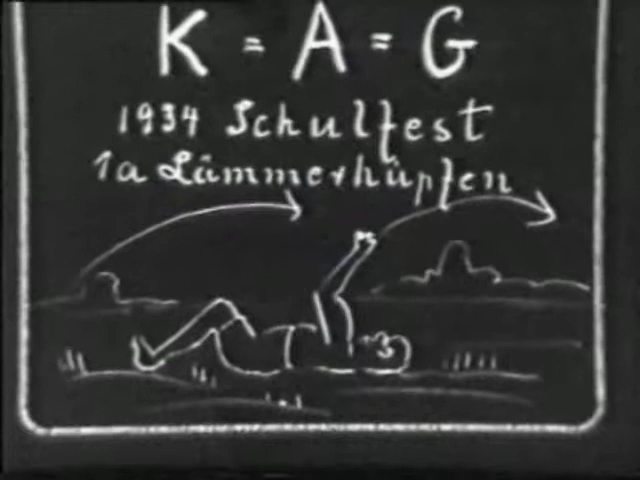 K = A = G
1934 Schulfest
1a Lämmerhüpfen